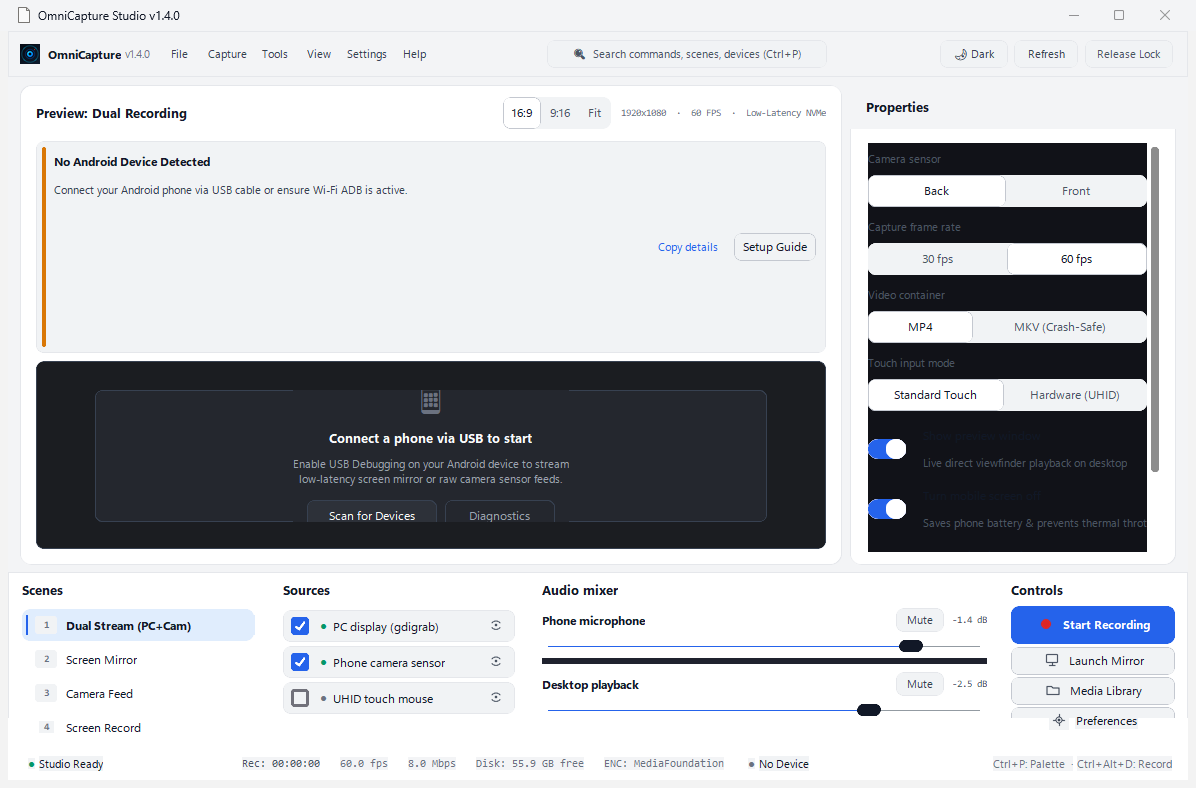 OmniCapture Studio v1.4.0
OmniCapture v1.4.0 File Capture Tools View Settings Help Search commands, scenes, devices (Ctrl+P) Dark Refresh Release Lock
Preview: Dual Recording 16:9 9:16 Fit 1920x1080 · 60 FPS · Low-Latency NVMe
No Android Device Detected
Connect your Android phone via USB cable or ensure Wi-Fi ADB is active.
Copy details Setup Guide
Connect a phone via USB to start
Enable USB Debugging on your Android device to stream
low-latency screen mirror or raw camera sensor feeds.
Scan for Devices Diagnostics
Properties
Camera sensor
Back Front
Capture frame rate
30 fps 60 fps
Video container
MP4 MKV (Crash-Safe)
Touch input mode
Standard Touch Hardware (UHID)
Show preview window
Live direct viewfinder playback on desktop
Saves phone battery & prevents thermal throt
Scenes
1 Dual Stream (PC+Cam)
2 Screen Mirror
3 Camera Feed
4 Screen Record
Sources
PC display (gdigrab)
Phone camera sensor
UHID touch mouse
Audio mixer
Phone microphone Mute -1.4 dB
Desktop playback Mute -2.5 dB
Controls
Start Recording
Launch Mirror
Media Library
Preferences
Studio Ready Rec: 00:00:00 60.0 fps 8.0 Mbps Disk: 55.9 GB free ENC: MediaFoundation No Device Ctrl+P: Palette · Ctrl+Alt+D: Record